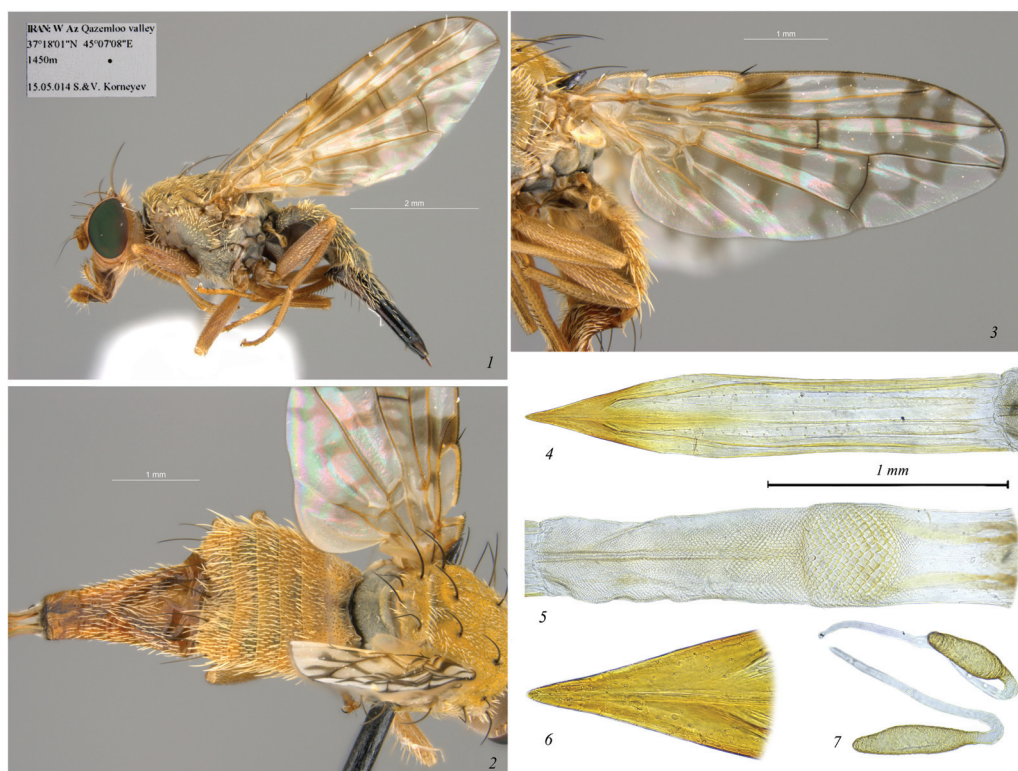 IRAN: W Az Qazemloo valley
37°18'01"N 45°07'08"E
1450m
15.05.014 S.&V. Korneyev
2 mm
1
1 mm
3
1 mm
2
4
1 mm
5
6
7